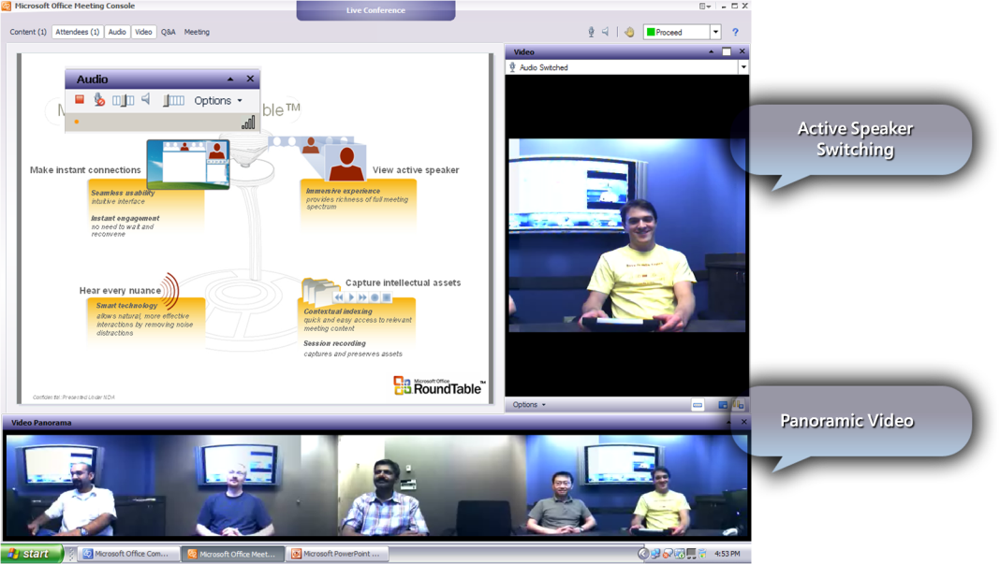 Microsoft Office Meeting Console
Live Conference
Content (1)
Attendees (1)
Audio
Video
Q&A
Meeting
Proceed
?
Audio
Options
ble™
Make instant connections
Seamless usability
intuitive interface
Instant engagement
no need to wait and
reconvene
View active speaker
Immersive experience
provides richness of full meeting
spectrum
Hear every nuance
Smart technology
allows natural, more effective
interactions by removing noise
distractions
Capture intellectual assets
Contextual indexing
quick and easy access to relevant
meeting content
Session recording
captures and preserves assets
Microsoft Office
RoundTable™
Confidential. Presented Under NDA
Video
Audio Switched
Options
Active Speaker
Switching
Video Panorama
Panoramic Video
start
Microsoft Office Com...
Microsoft Office Meet...
Microsoft PowerPoint ...
4:53 PM